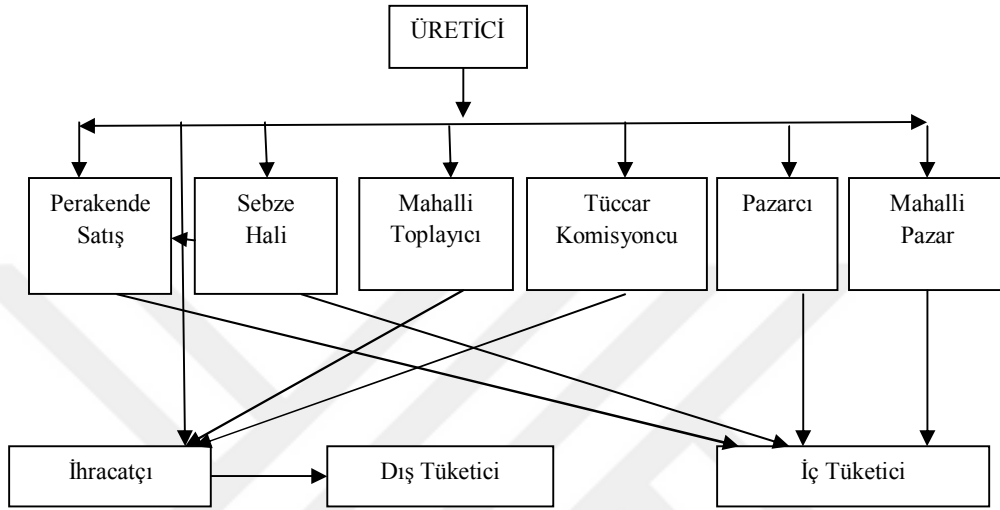 ÜRETİCİ
Perakende
Satış
Sebze
Hali
Mahalli
Toplayıcı
Tüccar
Komisyoncu
Pazarcı
Mahalli
Pazar
İhracatçı
Dış Tüketici
İç Tüketici